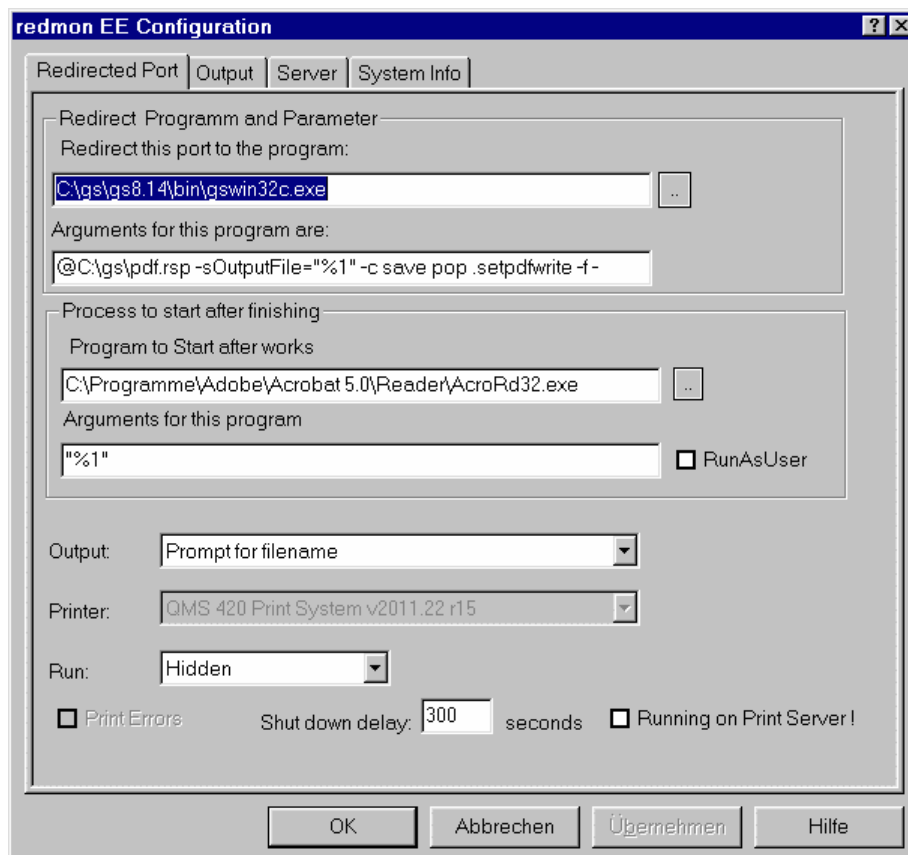 redmon EE Configuration
Redirected Port Output Server System Info
Redirect Programm and Parameter
Redirect this port to the program:
C:\gs\gs8.14\bin\gswin32c.exe
..
Arguments for this program are:
@C:\gs\pdf.rsp -sOutputFile="%1" -c save pop .setpdfwrite -f -
Process to start after finishing
Program to Start after works
C:\Programme\Adobe\Acrobat 5.0\Reader\AcroRd32.exe
..
Arguments for this program
"%1"
RunAsUser
Output: Prompt for filename
Printer: QMS 420 Print System v2011.22 r15
Run: Hidden
Print Errors Shut down delay: 300 seconds Running on Print Server !
OK Abbrechen Übernehmen Hilfe